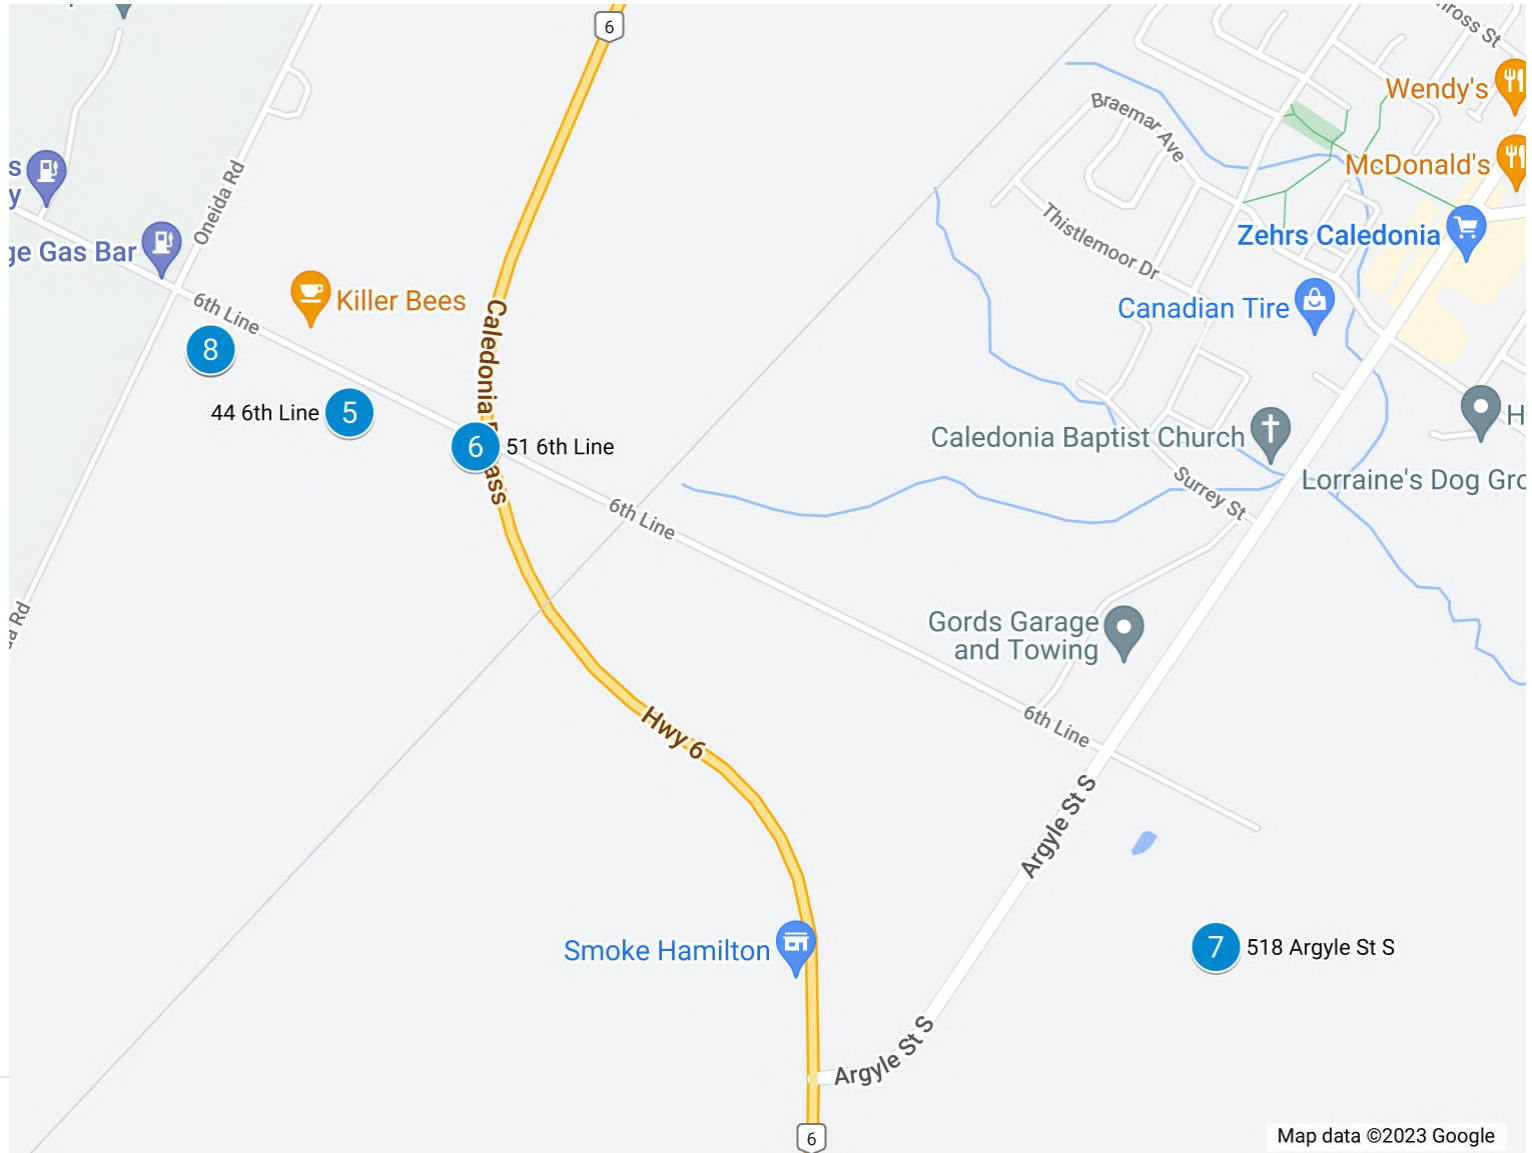 6
nross St
Wendy's
Braemar Ave
McDonald's
s
y
Oneida Rd
Thistlemoor Dr
Zehrs Caledonia
ge Gas Bar
6th Line
Killer Bees
Canadian Tire
Caledonia
ass
8
44 6th Line
5
6
51 6th Line
H
Caledonia Baptist Church
Surrey St
Lorraine's Dog Gro
6th Line
a Rd
Gords Garage
and Towing
Hwy 6
6th Line
Argyle St S
Smoke Hamilton
7
518 Argyle St S
Argyle St S
6
Map data ©2023 Google